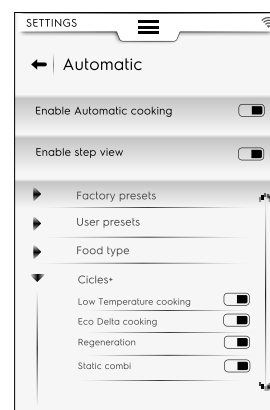 SETTINGS
Automatic
Enable Automatic cooking
Enable step view
Factory presets
User presets
Food type
Cicles+
Low Temperature cooking
Eco Delta cooking
Regeneration
Static combi